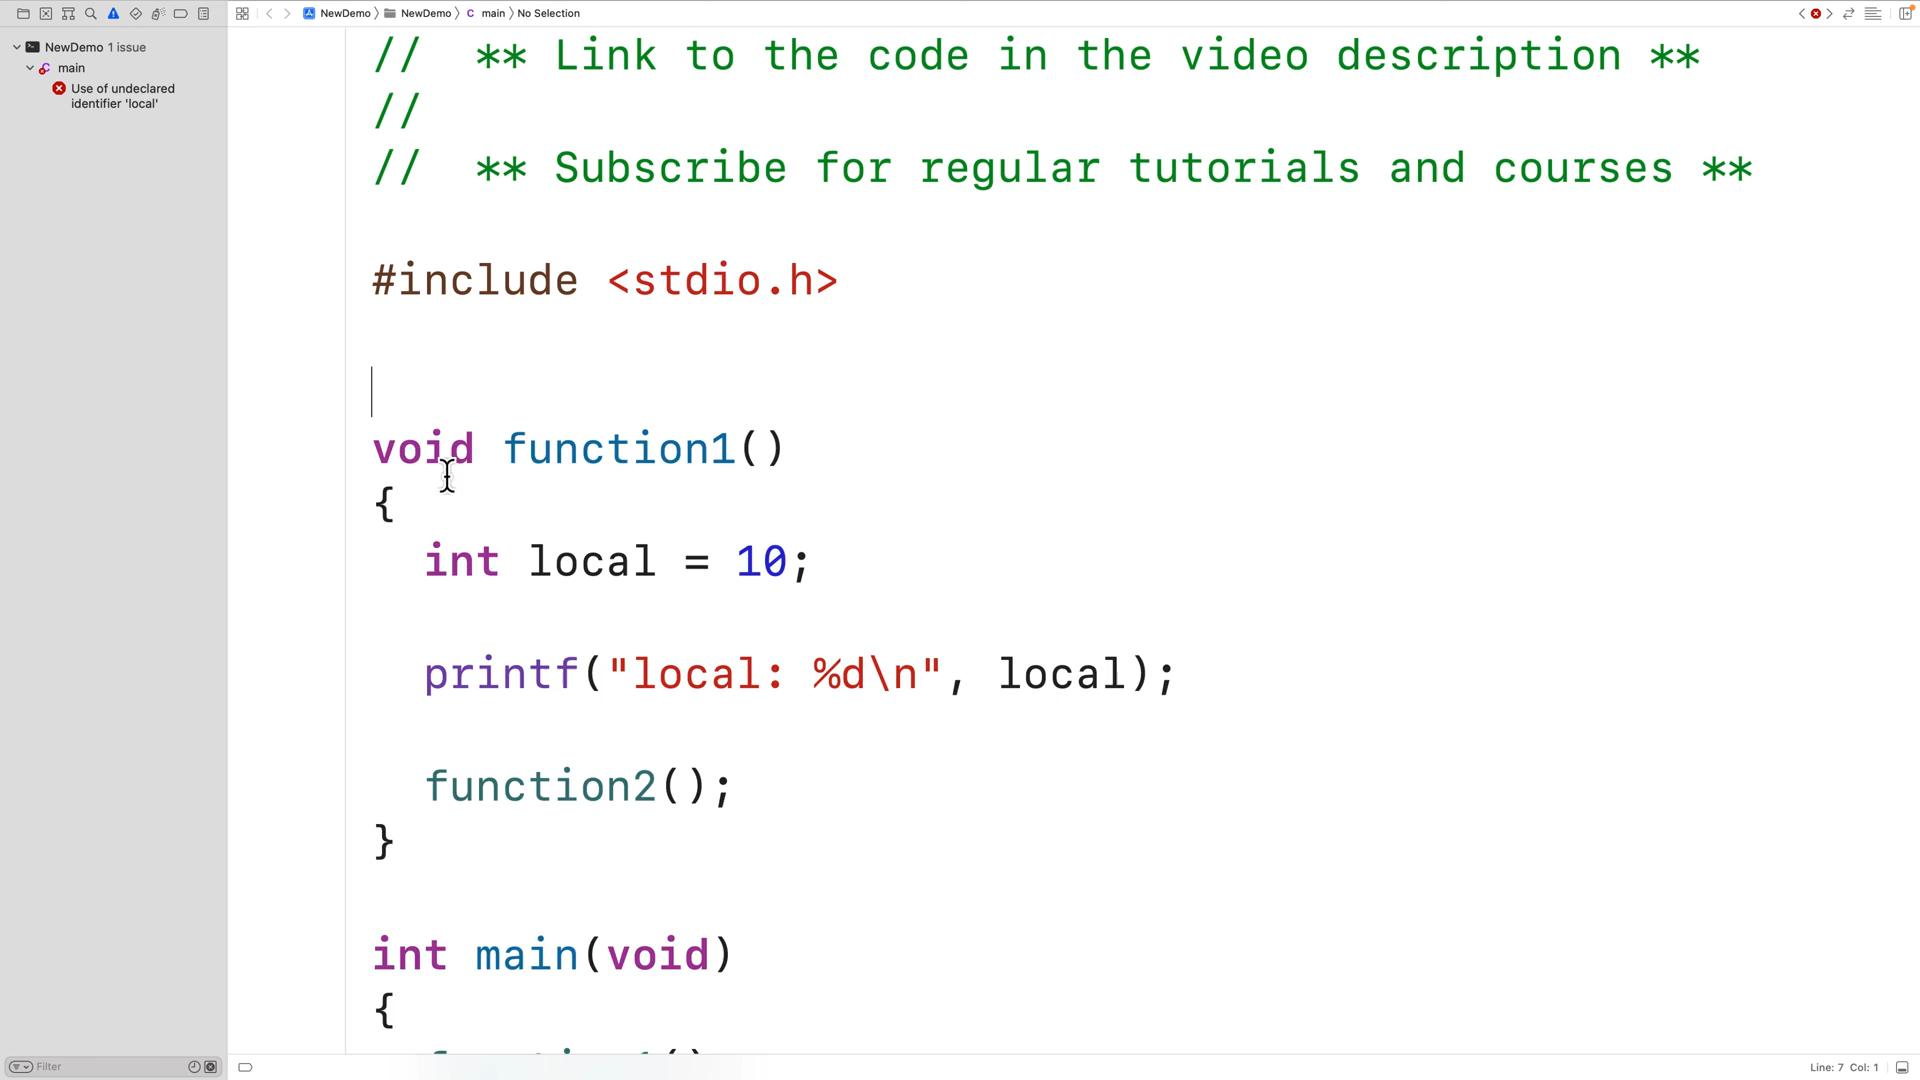 NewDemo NewDemo main No Selection
NewDemo 1 issue
main
Use of undeclared
identifier 'local'
//  ** Link to the code in the video description **
//
//  ** Subscribe for regular tutorials and courses **
#include <stdio.h>
void function1()
{
int local = 10;
printf("local: %d\n", local);
function2();
}
int main(void)
{
Filter
Line: 7 Col: 1